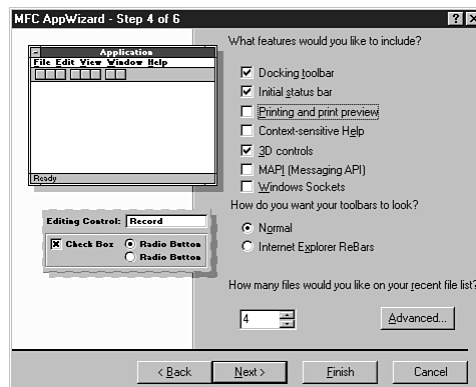 MFC AppWizard - Step 4 of 6
Application
File Edit View Window Help
Ready
Editing Control: Record
Check Box
Radio Button
Radio Button
What features would you like to include?
Docking toolbar
Initial status bar
Printing and print preview
Context-sensitive Help
3D controls
MAPI (Messaging API)
Windows Sockets
How do you want your toolbars to look?
Normal
Internet Explorer ReBars
How many files would you like on your recent file list?
4
Advanced...
< Back
Next >
Finish
Cancel